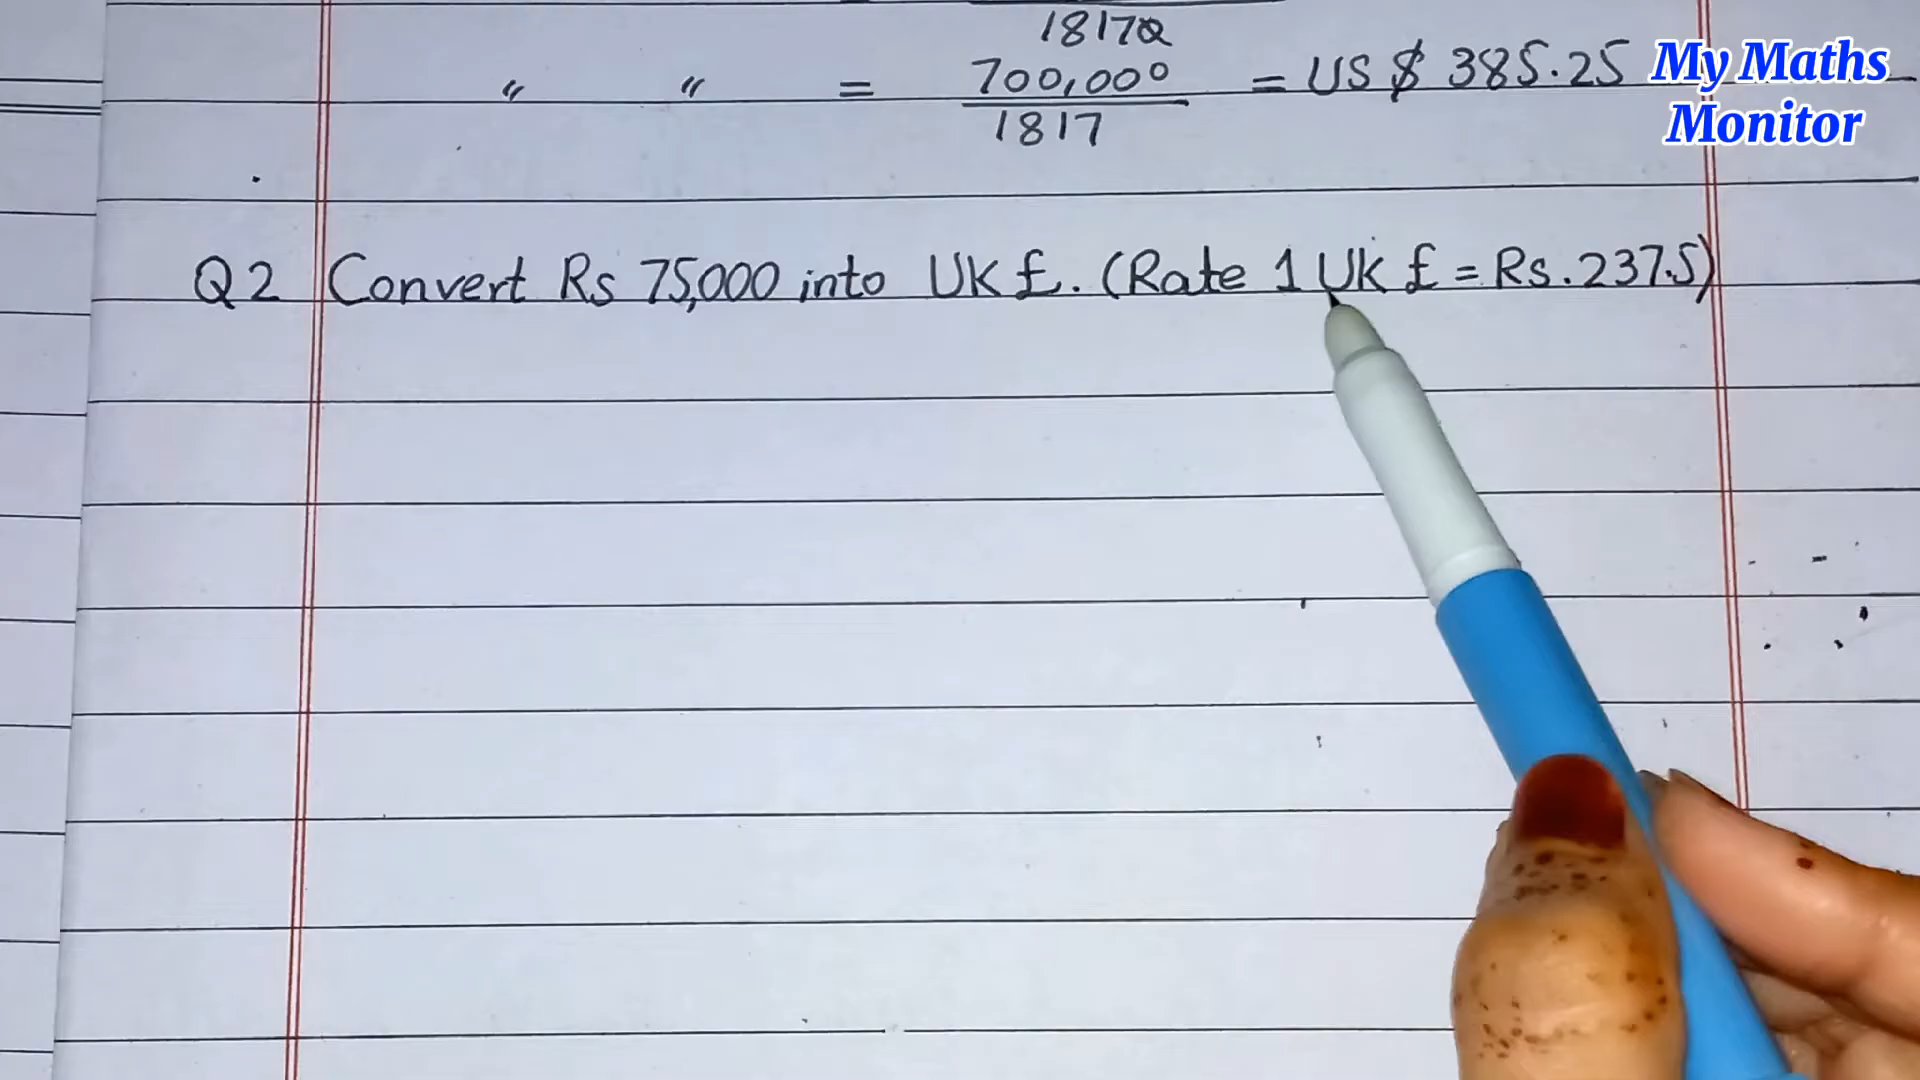 1817Q
〃 〃 = 700,000 = US $ 385.25
1817
My Maths
Monitor
Q2 Convert Rs 75,000 into UK £. (Rate 1 UK £ = Rs. 237.5)